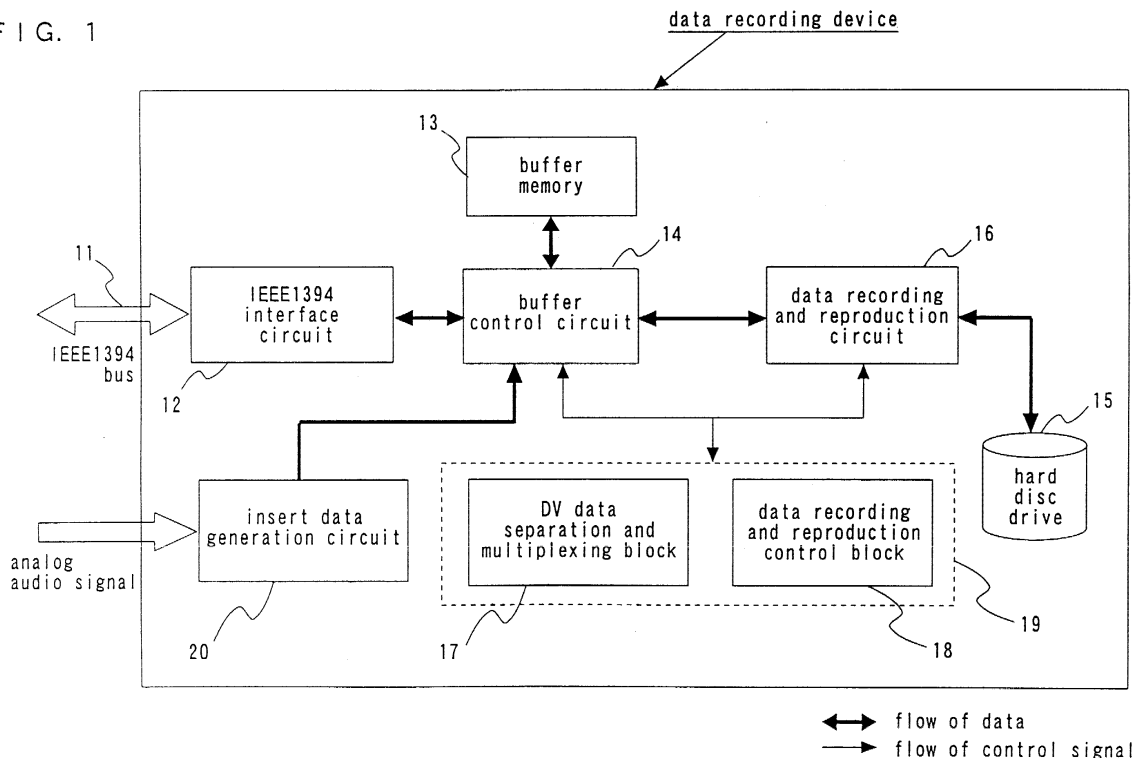 FIG. 1
data recording device
13
buffer
memory
11
14
16
IEEE1394
interface
circuit
buffer
control circuit
data recording
and reproduction
circuit
IEEE1394
bus
12
15
hard
disc
drive
insert data
generation circuit
DV data
separation and
multiplexing block
data recording
and reproduction
control block
analog
audio signal
20
17
18
19
flow of data
flow of control signal